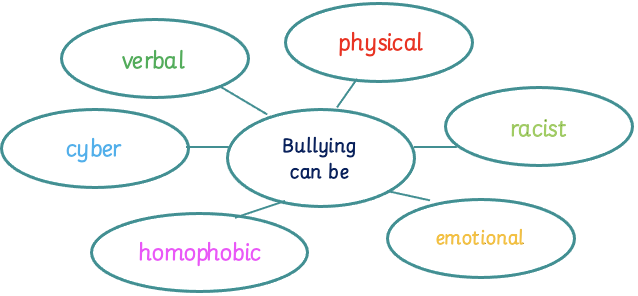 physical
verbal
racist
Bullying
can be
cyber
emotional
homophobic